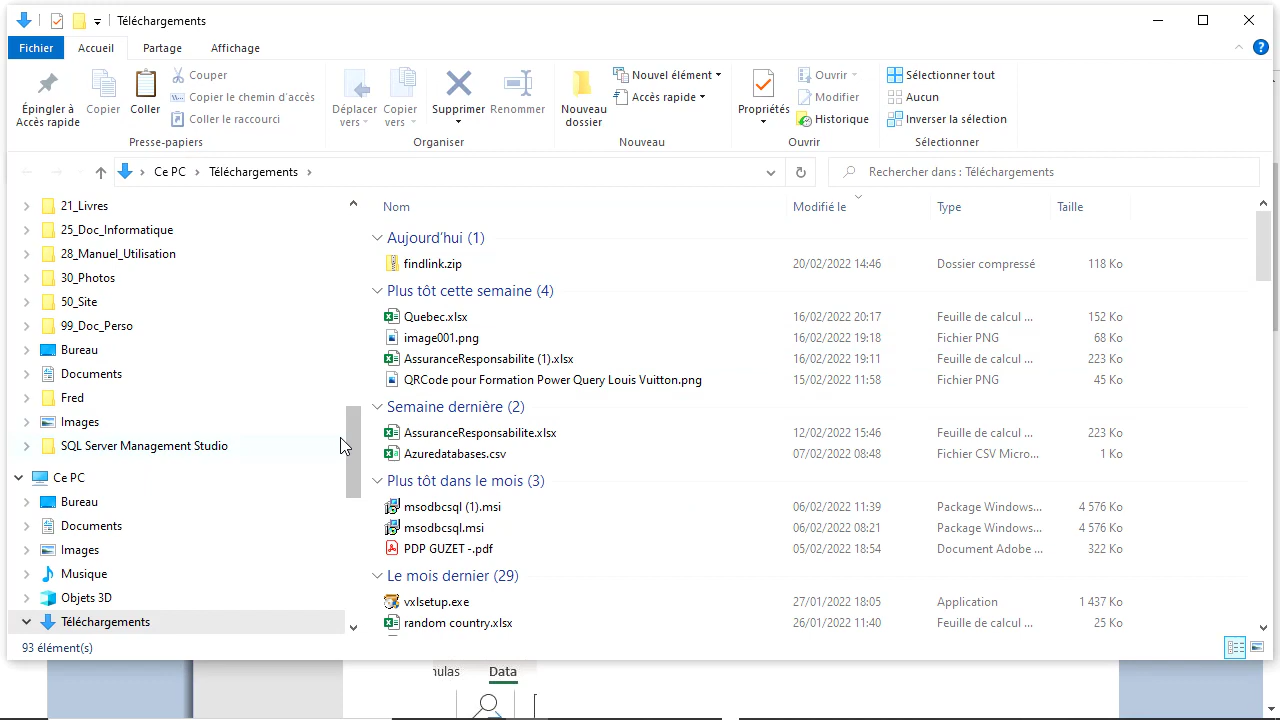 Téléchargements
Fichier Accueil Partage Affichage
Épingler à Accès rapide
Copier
Coller
Couper
Copier le chemin d'accès
Coller le raccourci
Presse-papiers
Déplacer vers
Copier vers
Supprimer
Renommer
Organiser
Nouveau dossier
Nouvel élément
Accès rapide
Nouveau
Propriétés
Ouvrir
Modifier
Historique
Ouvrir
Sélectionner tout
Aucun
Inverser la sélection
Sélectionner
Ce PC > Téléchargements >
Rechercher dans : Téléchargements
21_Livres
25_Doc_Informatique
28_Manuel_Utilisation
30_Photos
50_Site
99_Doc_Perso
Bureau
Documents
Fred
Images
SQL Server Management Studio
Ce PC
Bureau
Documents
Images
Musique
Objets 3D
Téléchargements
Nom Modifié le Type Taille
Aujourd'hui (1)
findlink.zip 20/02/2022 14:46 Dossier compressé 118 Ko
Plus tôt cette semaine (4)
Quebec.xlsx 16/02/2022 20:17 Feuille de calcul ... 152 Ko
image001.png 16/02/2022 19:18 Fichier PNG 68 Ko
AssuranceResponsabilite (1).xlsx 16/02/2022 19:11 Feuille de calcul ... 223 Ko
QRCode pour Formation Power Query Louis Vuitton.png 15/02/2022 11:58 Fichier PNG 45 Ko
Semaine dernière (2)
AssuranceResponsabilite.xlsx 12/02/2022 15:46 Feuille de calcul ... 223 Ko
Azuredatabases.csv 07/02/2022 08:48 Fichier CSV Micro... 1 Ko
Plus tôt dans le mois (3)
msodbcsql (1).msi 06/02/2022 11:39 Package Windows... 4 576 Ko
msodbcsql.msi 06/02/2022 08:21 Package Windows... 4 576 Ko
PDP GUZET -.pdf 05/02/2022 18:54 Document Adobe ... 322 Ko
Le mois dernier (29)
vxlsetup.exe 27/01/2022 18:05 Application 1 437 Ko
random country.xlsx 26/01/2022 11:40 Feuille de calcul ... 25 Ko
93 élément(s)
nulas Data